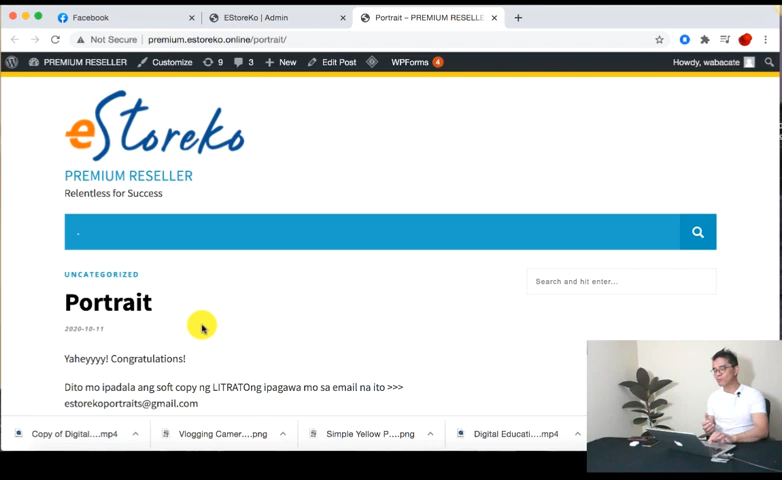 Facebook
EStoreKo | Admin
Portrait – PREMIUM RESELLER
Not Secure | premium.estoreko.online/portrait/
PREMIUM RESELLER Customize 9 3 New Edit Post WPForms 4 Howdy, wabacate
eStoreko
PREMIUM RESELLER
Relentless for Success
UNCATEGORIZED
Search and hit enter...
Portrait
2020-10-11
Yaheyyyy! Congratulations!
Dito mo ipadala ang soft copy ng LITRATOng ipagawa mo sa email na ito >>>
estorekoportraits@gmail.com
Copy of Digital....mp4
Vlogging Camer....png
Simple Yellow P....png
Digital Educati....mp4